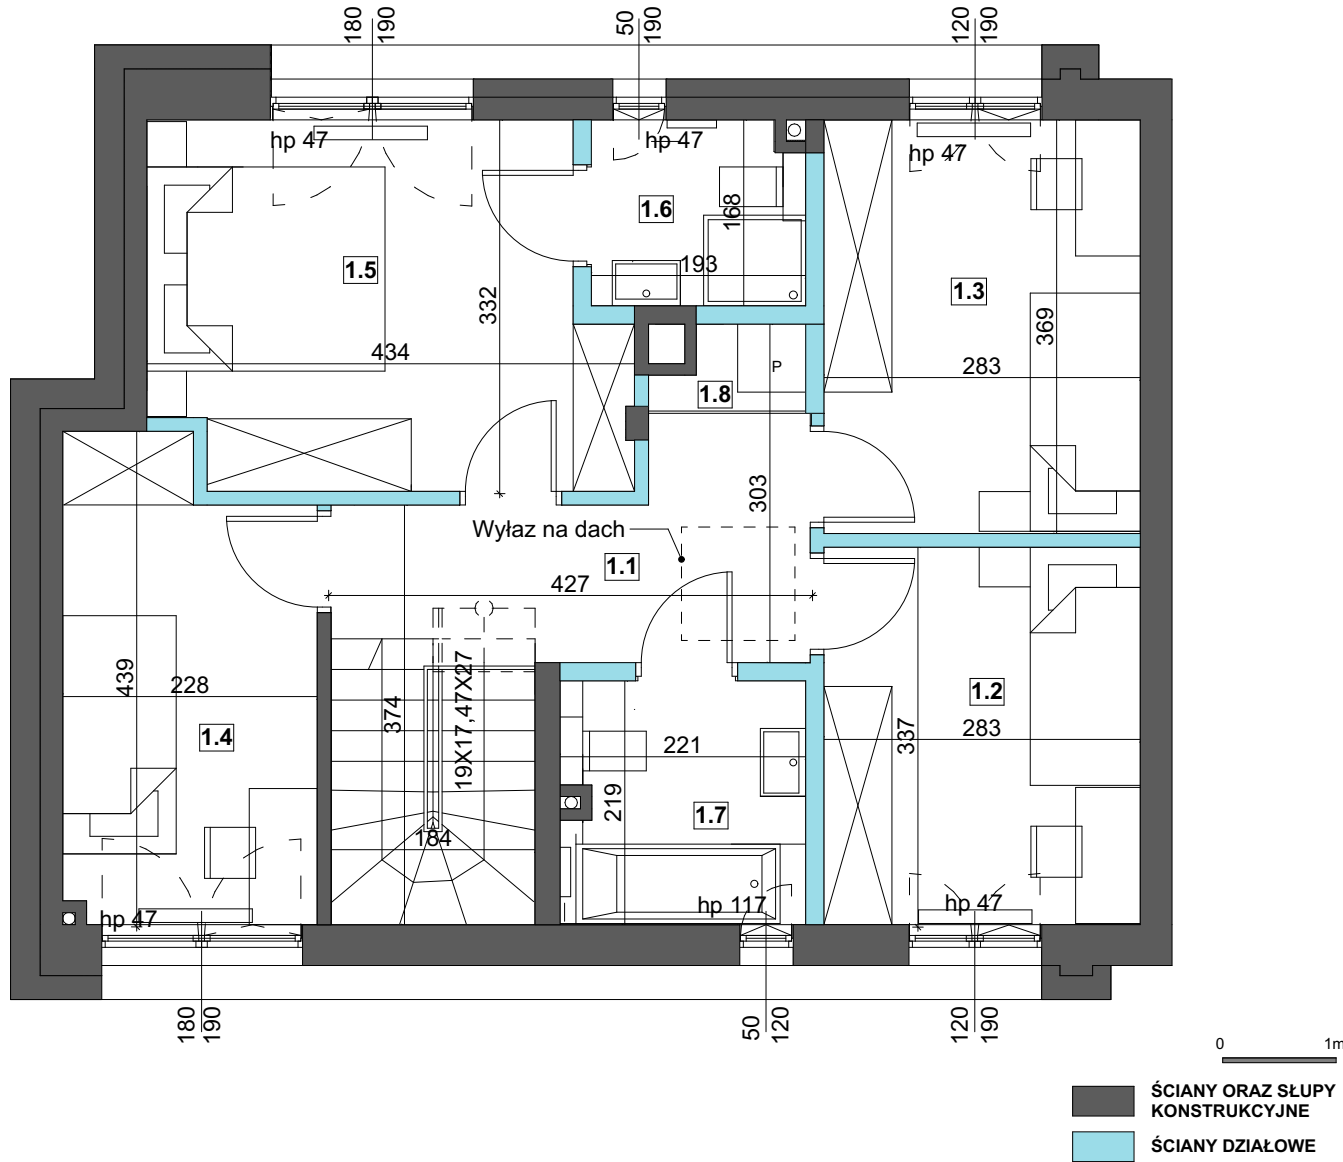 180
190
50
190
120
190
hp 47
hp 47
hp 47
1.6
168
193
1.5
332
434
1.3
369
283
P
1.8
303
Wyłaz na dach
1.1
427
439
228
1.4
374
19X17,47X27
184
221
219
1.7
1.2
337
283
hp 47
hp 117
hp 47
180
190
50
120
120
190
0 1m
ŚCIANY ORAZ SŁUPY
KONSTRUKCYJNE
ŚCIANY DZIAŁOWE